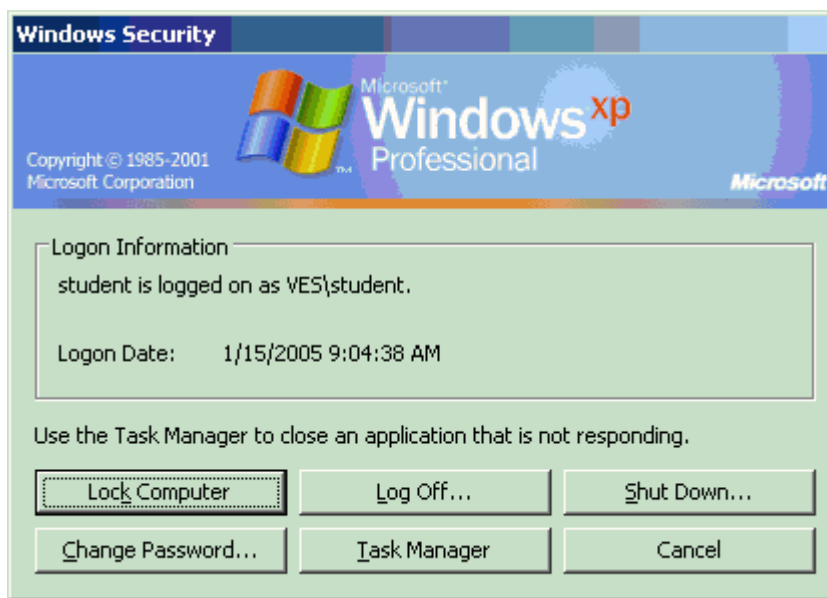 Windows Security
Microsoft®
Windows xp
Professional
Copyright © 1985-2001
Microsoft Corporation
Microsoft
Logon Information
student is logged on as VES\student.
Logon Date: 1/15/2005 9:04:38 AM
Use the Task Manager to close an application that is not responding.
Lock Computer Log Off... Shut Down...
Change Password... Task Manager Cancel